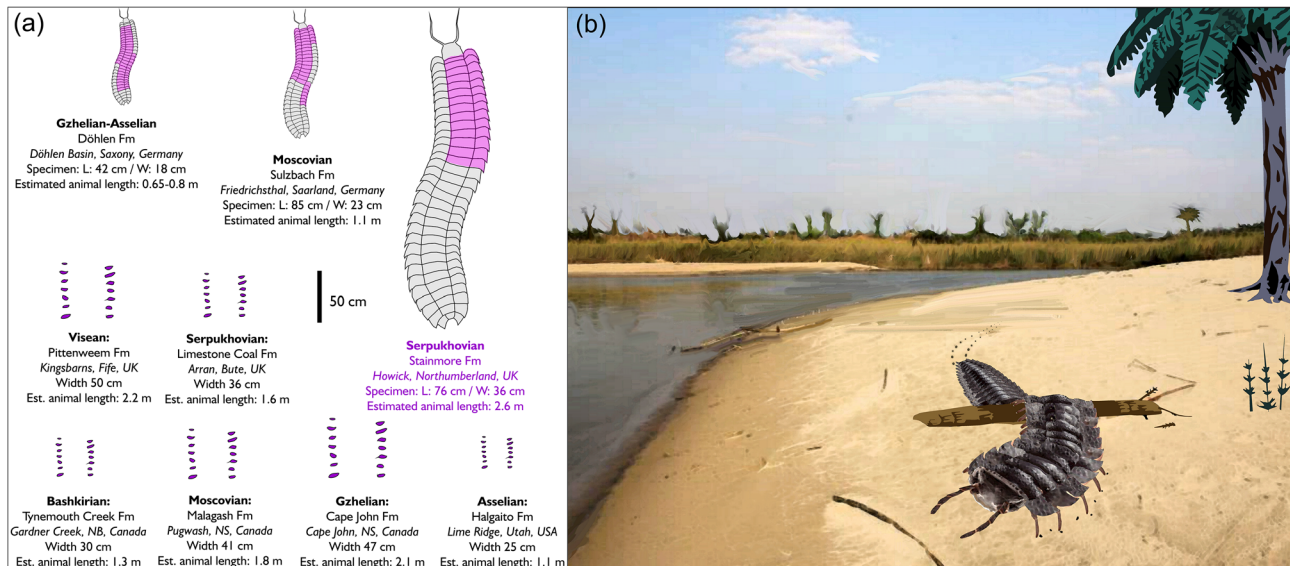 (a)
Gzhelian-Asselian
Döhlen Fm
Döhlen Basin, Saxony, Germany
Specimen: L: 42 cm / W: 18 cm
Estimated animal length: 0.65-0.8 m
Moscovian
Sulzbach Fm
Friedrichsthal, Saarland, Germany
Specimen: L: 85 cm / W: 23 cm
Estimated animal length: 1.1 m
50 cm
Visean:
Pittenweem Fm
Kingsbarns, Fife, UK
Width 50 cm
Est. animal length: 2.2 m
Serpukhovian:
Limestone Coal Fm
Arran, Bute, UK
Width 36 cm
Est. animal length: 1.6 m
Serpukhovian
Stainmore Fm
Howick, Northumberland, UK
Specimen: L: 76 cm / W: 36 cm
Estimated animal length: 2.6 m
Bashkirian:
Tynemouth Creek Fm
Gardner Creek, NB, Canada
Width 30 cm
Est. animal length: 1.3 m
Moscovian:
Malagash Fm
Pugwash, NS, Canada
Width 41 cm
Est. animal length: 1.8 m
Gzhelian:
Cape John Fm
Cape John, NS, Canada
Width 47 cm
Est. animal length: 2.1 m
Asselian:
Halgaito Fm
Lime Ridge, Utah, USA
Width 25 cm
Est. animal length: 1.1 m
(b)